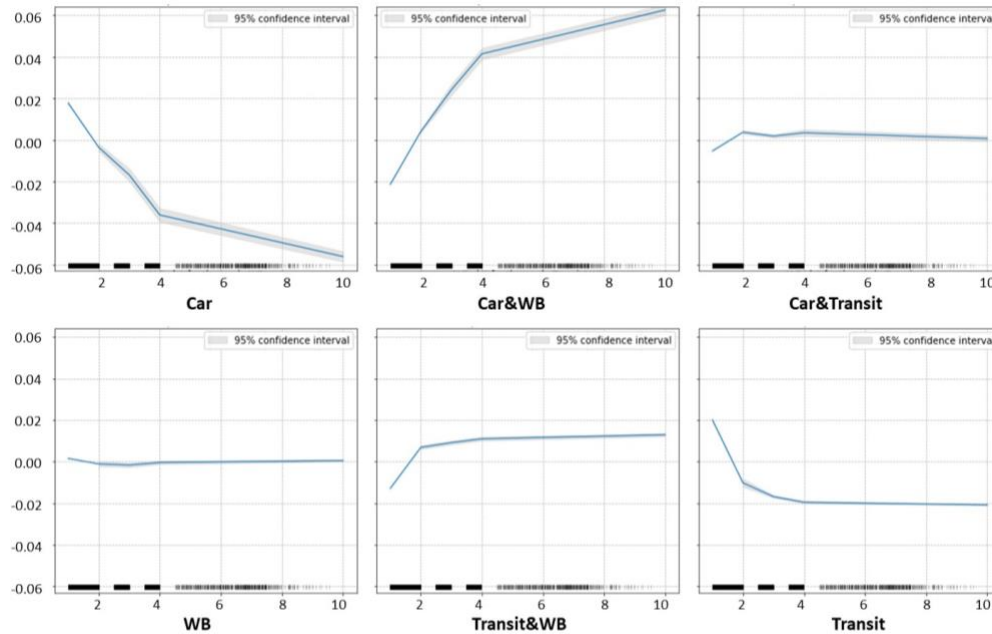 95% confidence interval
95% confidence interval
95% confidence interval
0.06
0.04
0.02
0.00
-0.02
-0.04
-0.06
2 4 6 8 10
2 4 6 8 10
2 4 6 8 10
Car
Car&WB
Car&Transit
95% confidence interval
95% confidence interval
95% confidence interval
0.06
0.04
0.02
0.00
-0.02
-0.04
-0.06
2 4 6 8 10
2 4 6 8 10
2 4 6 8 10
WB
Transit&WB
Transit